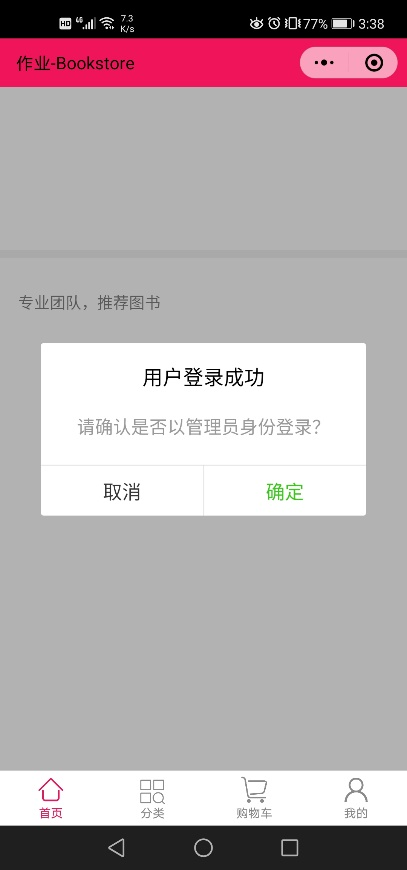 HD 4G 7.3 K/s 77% 3:38
作业-Bookstore
专业团队，推荐图书
用户登录成功
请确认是否以管理员身份登录？
取消 确定
首页 分类 购物车 我的